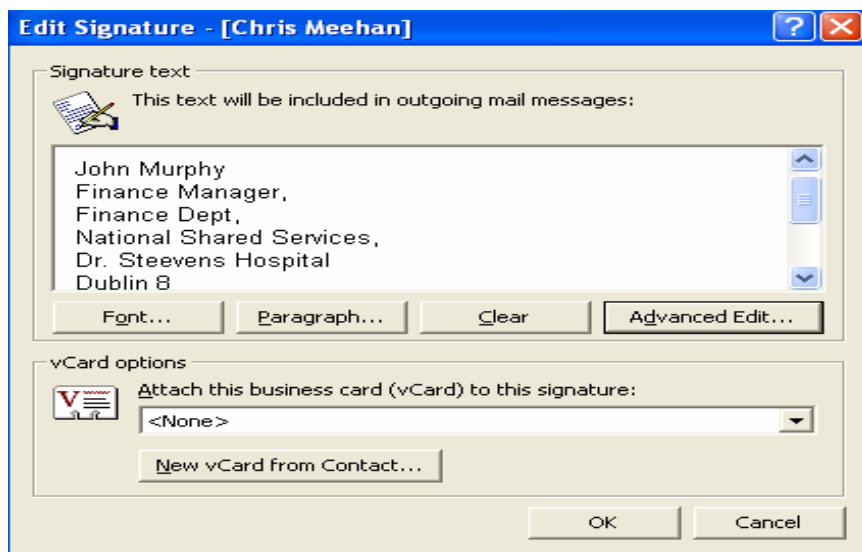 Edit Signature - [Chris Meehan]
Signature text
This text will be included in outgoing mail messages:
John Murphy
Finance Manager,
Finance Dept,
National Shared Services,
Dr. Steevens Hospital
Dublin 8
Font... Paragraph... Clear Advanced Edit...
vCard options
Attach this business card (vCard) to this signature:
<None>
New vCard from Contact...
OK Cancel